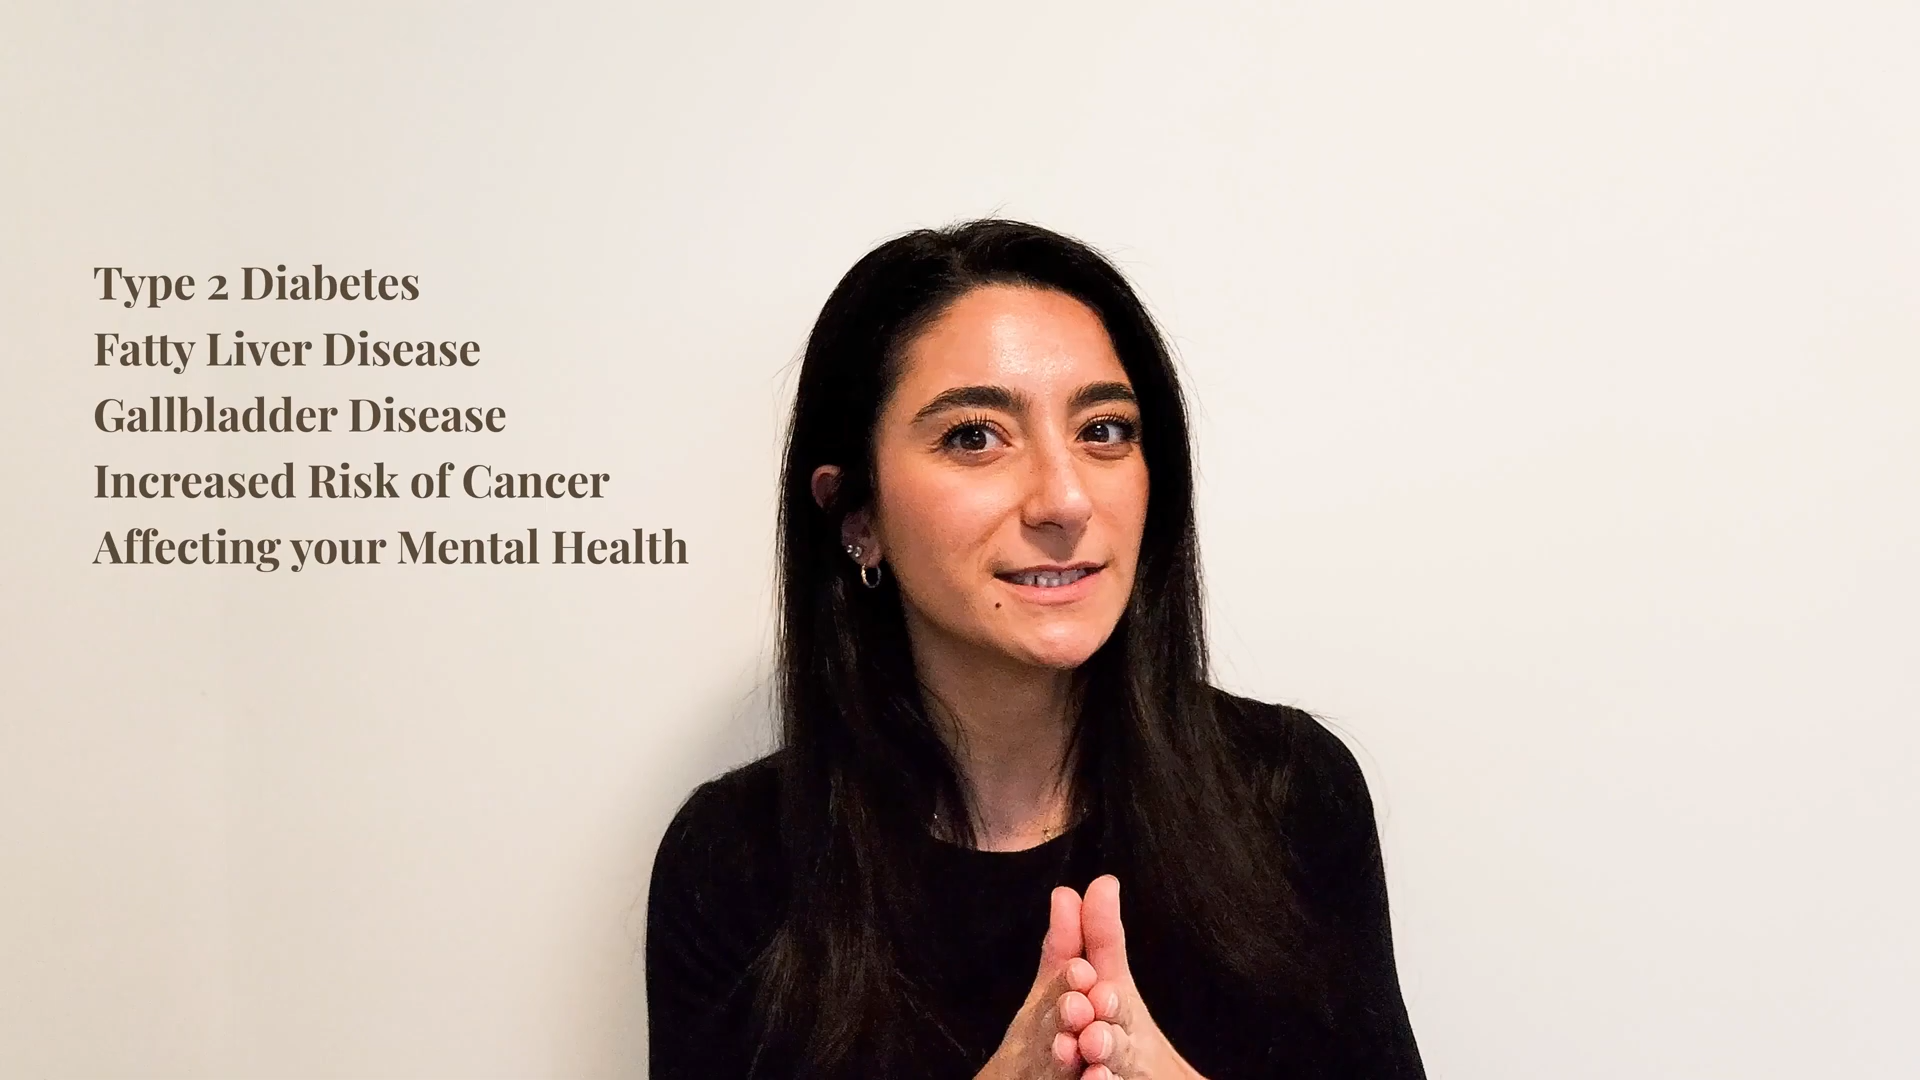 Type 2 Diabetes
Fatty Liver Disease
Gallbladder Disease
Increased Risk of Cancer
Affecting your Mental Health